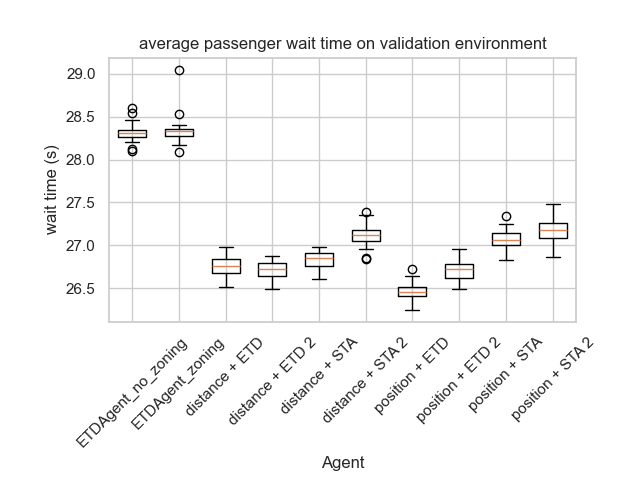 average passenger wait time on validation environment
29.0
28.5
28.0
27.5
27.0
26.5
wait time (s)
ETDAgent_no_zoning
ETDAgent_zoning
distance + ETD
distance + ETD 2
distance + STA
distance + STA 2
position + ETD
position + ETD 2
position + STA
position + STA 2
Agent